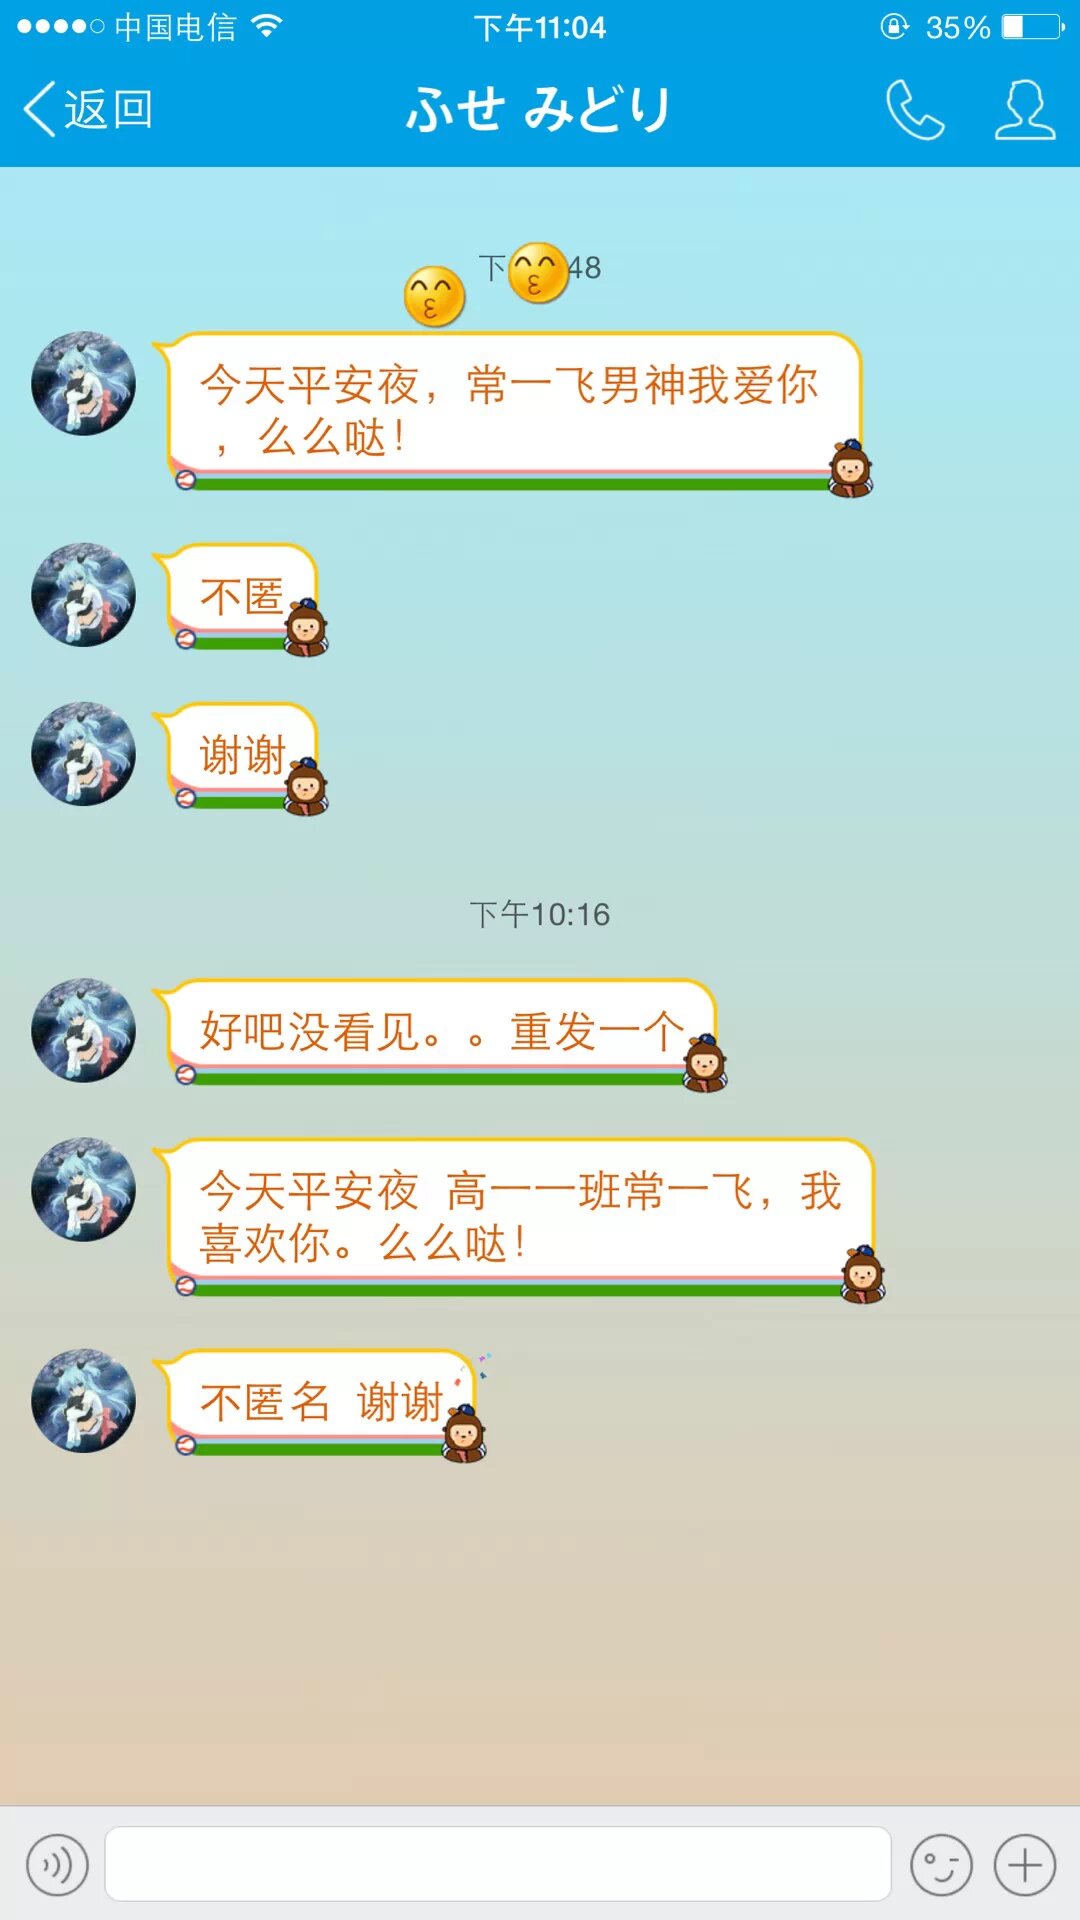 中国电信
下午11:04
35%
返回
ふせ みどり
下
48
今天平安夜，常一飞男神我爱你
，么么哒！
不匿
谢谢
下午10:16
好吧没看见。。重发一个
今天平安夜 高一一班常一飞，我
喜欢你。么么哒！
不匿名 谢谢